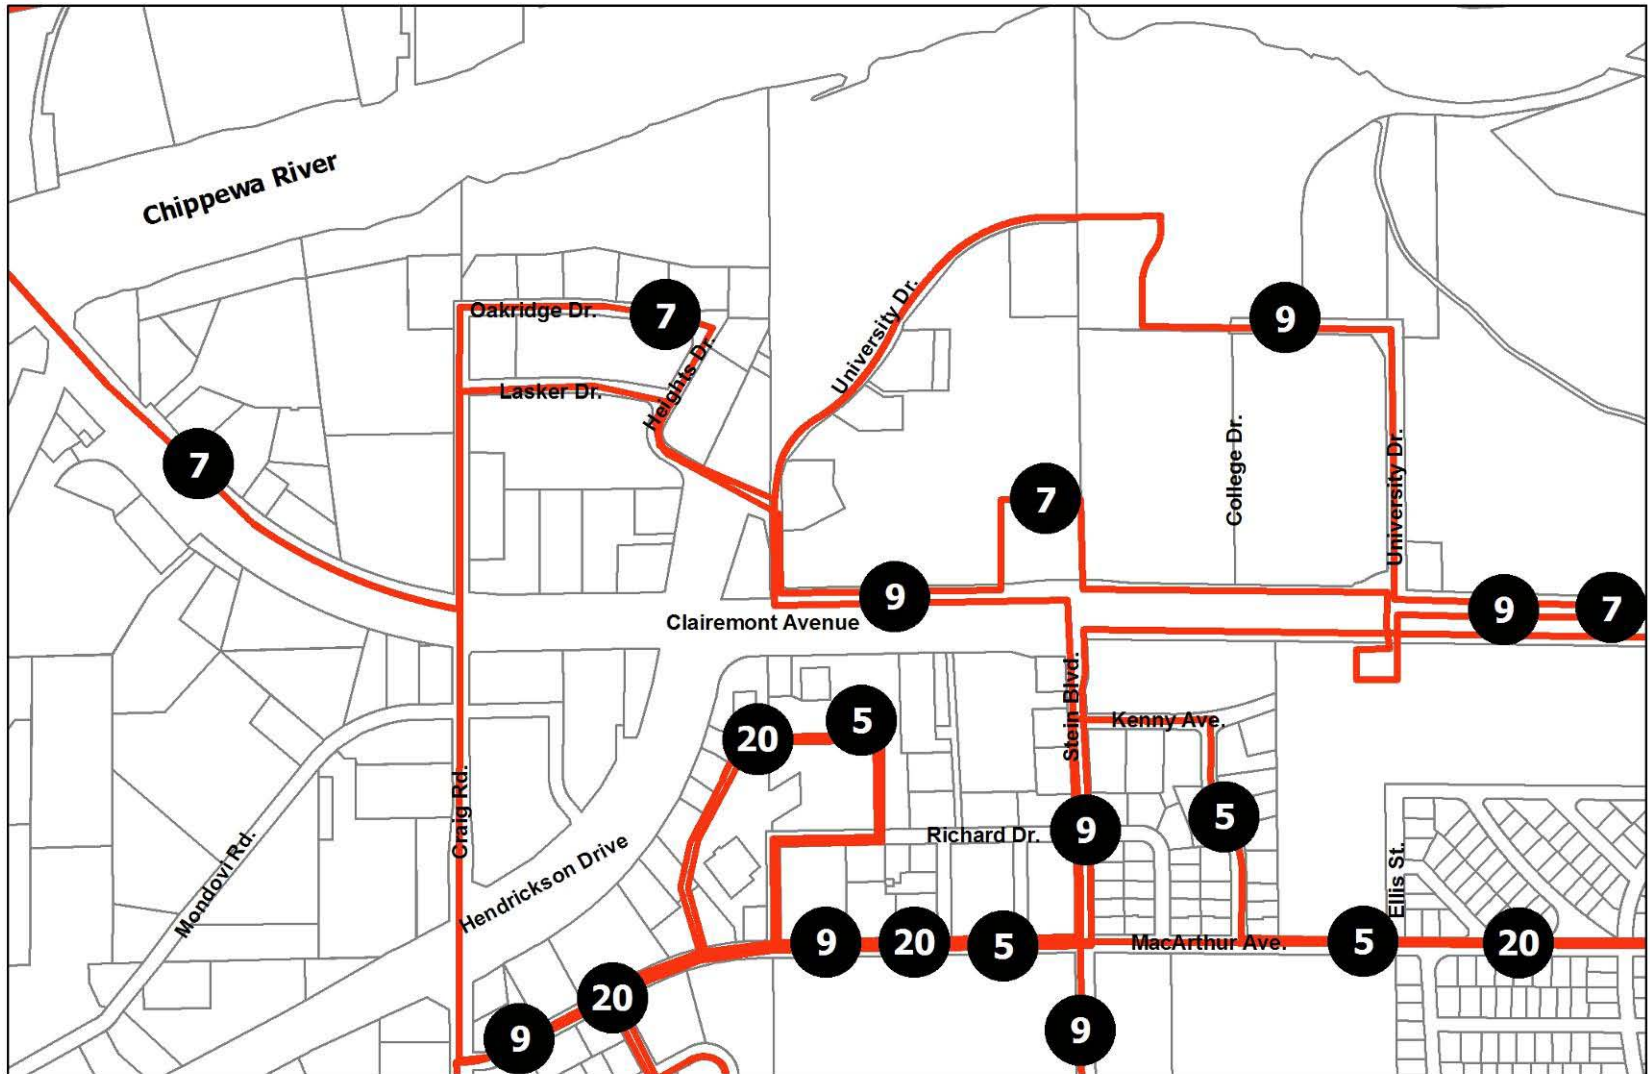 Chippewa River
Oakridge Dr.
7
9
University Dr.
Heights Dr.
Lasker Dr.
7
7
College Dr.
University Dr.
9
9
7
Clairemont Avenue
Stein Blvd.
Kenny Ave.
20
5
Craig Rd.
5
9
Richard Dr.
Mondovi Rd.
Hendrickson Drive
Ellis St.
9
20
5
MacArthur Ave.
5
20
20
9
9